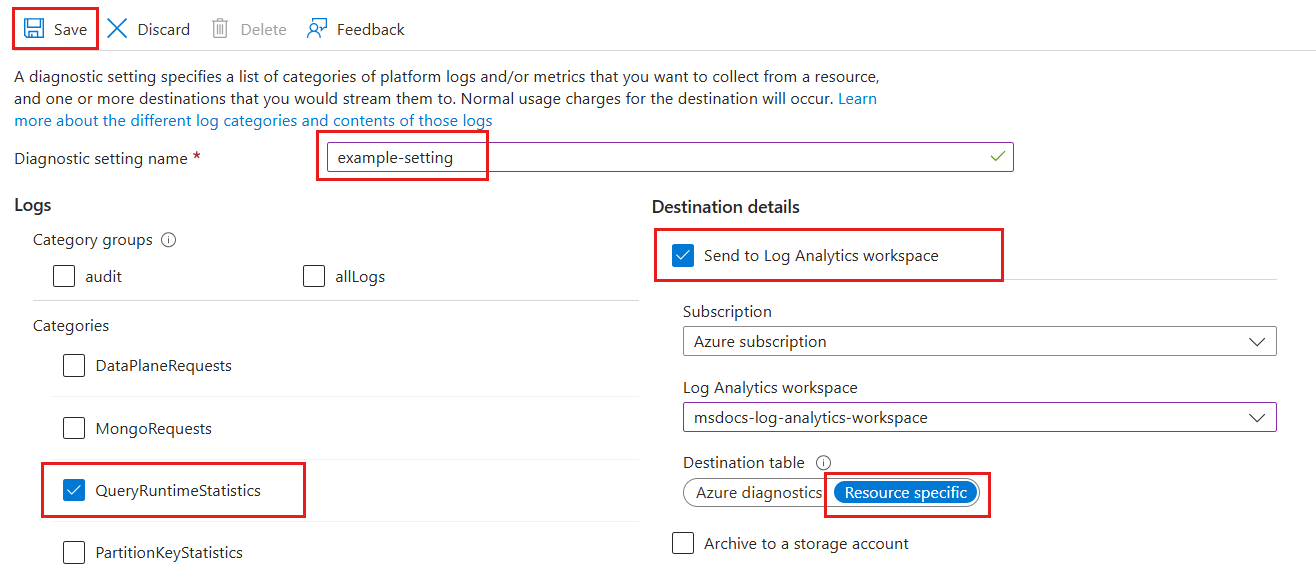 Save Discard Delete Feedback
A diagnostic setting specifies a list of categories of platform logs and/or metrics that you want to collect from a resource,
and one or more destinations that you would stream them to. Normal usage charges for the destination will occur. Learn
more about the different log categories and contents of those logs
Diagnostic setting name * example-setting
Logs
Category groups
audit allLogs
Categories
DataPlaneRequests
MongoRequests
QueryRuntimeStatistics
PartitionKeyStatistics
Destination details
Send to Log Analytics workspace
Subscription
Azure subscription
Log Analytics workspace
msdocs-log-analytics-workspace
Destination table
Azure diagnostics Resource specific
Archive to a storage account